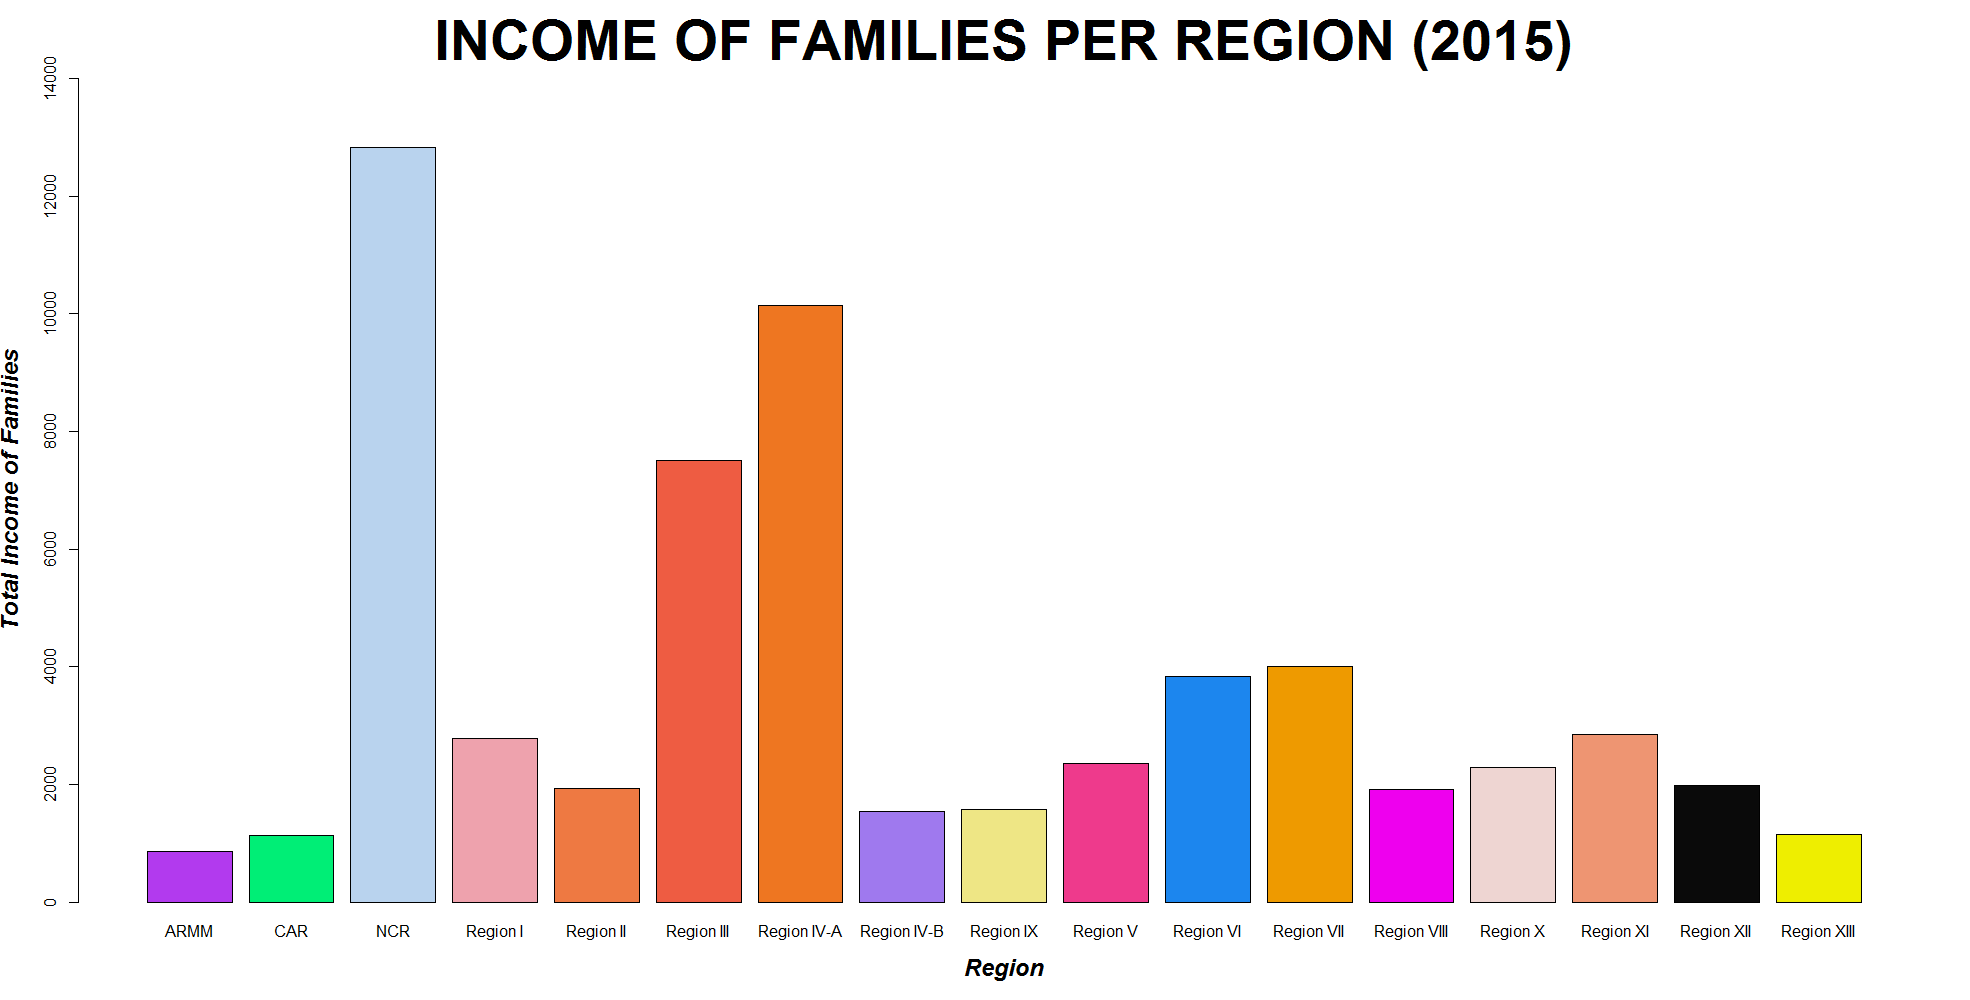 INCOME OF FAMILIES PER REGION (2015)
Total Income of Families
14000
12000
10000
8000
6000
4000
2000
0
ARMM CAR NCR Region I Region II Region III Region IV-A Region IV-B Region IX Region V Region VI Region VII Region VIII Region X Region XI Region XII Region XIII
Region